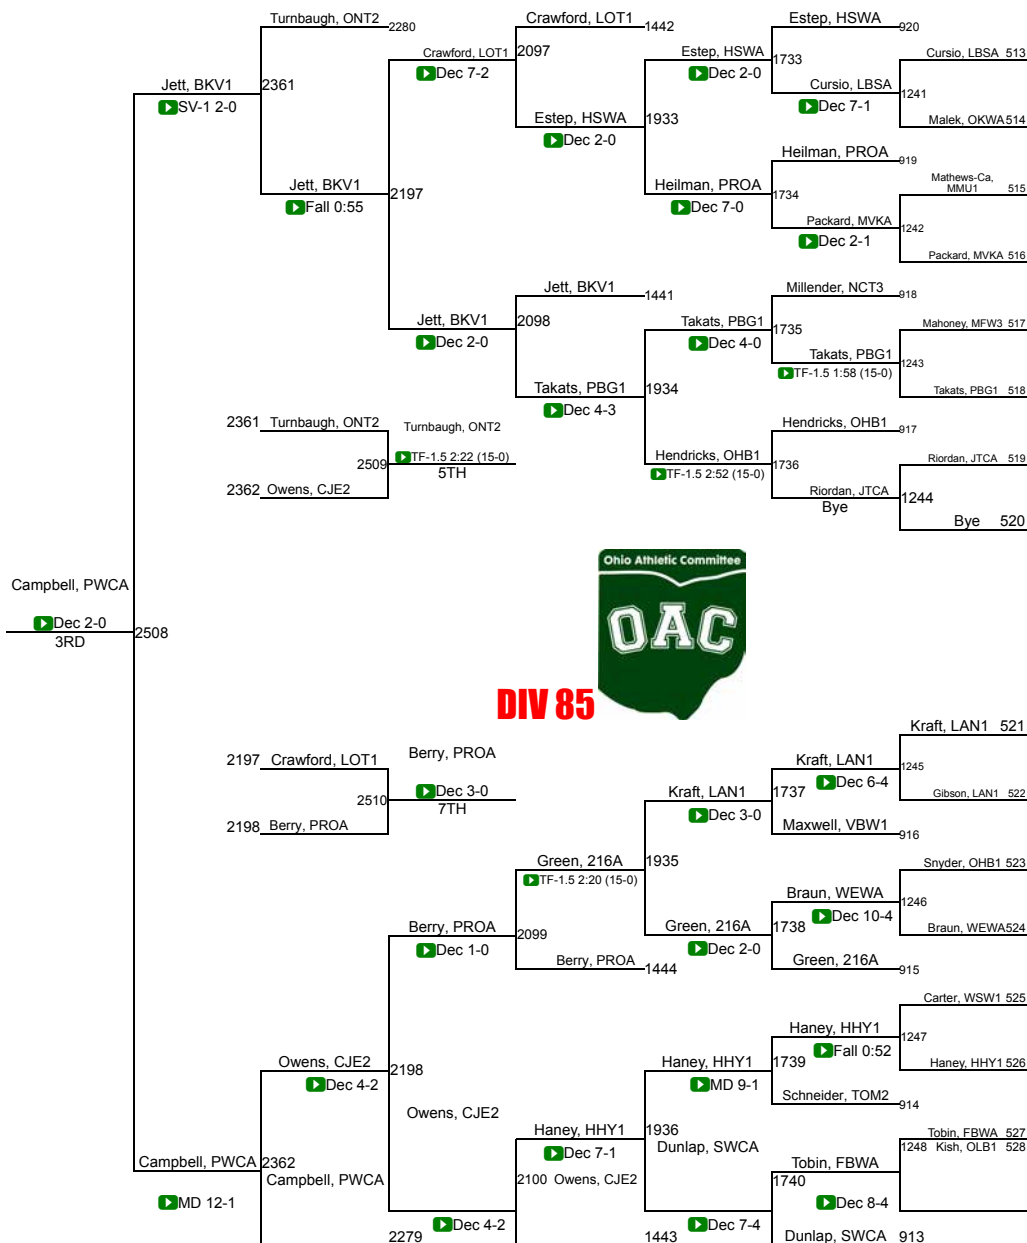 Turnbaugh, ONT2
2280
Crawford, LOT1
1442
Estep, HSWA
920
Crawford, LOT1
2097
Estep, HSWA
1733
Cursio, LBSA 513
Jett, BKV1
2361
Dec 7-2
Dec 2-0
Cursio, LBSA
1241
SV-1 2-0
Dec 7-1
Estep, HSWA
1933
Malek, OKWA 514
Dec 2-0
Heilman, PROA
919
Jett, BKV1
2197
Heilman, PROA
1734
Mathews-Ca,
MMU1 515
Fall 0:55
Dec 7-0
Packard, MVKA
1242
Dec 2-1
Packard, MVKA 516
Jett, BKV1
1441
Millender, NCT3
918
Jett, BKV1
2098
Takats, PBG1
1735
Mahoney, MFW3 517
Dec 2-0
Dec 4-0
Takats, PBG1
1243
TF-1.5 1:58 (15-0)
Takats, PBG1
1934
Takats, PBG1 518
Dec 4-3
2361 Turnbaugh, ONT2
Turnbaugh, ONT2
Hendricks, OHB1
917
2509
TF-1.5 2:22 (15-0)
Hendricks, OHB1
1736
Riordan, JTCA 519
5TH
TF-1.5 2:52 (15-0)
2362 Owens, CJE2
Riordan, JTCA
1244
Bye
Bye 520
Ohio Athletic Committee
OAC
Campbell, PWCA
Dec 2-0
2508
3RD
DIV 85
Kraft, LAN1 521
2197 Crawford, LOT1
Berry, PROA
Kraft, LAN1
1245
Dec 6-4
2510
Dec 3-0
Kraft, LAN1
1737
Gibson, LAN1 522
7TH
Dec 3-0
2198 Berry, PROA
Maxwell, VBW1
916
Green, 216A
1935
Snyder, OHB1 523
TF-1.5 2:20 (15-0)
Braun, WEWA
1246
Dec 10-4
Berry, PROA
2099
Green, 216A
1738
Braun, WEWA 524
Dec 1-0
Dec 2-0
Berry, PROA
1444
Green, 216A
915
Carter, WSW1 525
Haney, HHY1
1247
Fall 0:52
Owens, CJE2
2198
Haney, HHY1
1739
Haney, HHY1 526
Dec 4-2
MD 9-1
Schneider, TOM2
914
Owens, CJE2
Haney, HHY1
1936
Tobin, FBWA 527
Dec 7-1
Dunlap, SWCA
1248 Kish, OLB1 528
Campbell, PWCA
2362
Tobin, FBWA
Campbell, PWCA
2100 Owens, CJE2
1740
MD 12-1
Dec 8-4
Dec 4-2
Dec 7-4
2279
1443
Dunlap, SWCA 913